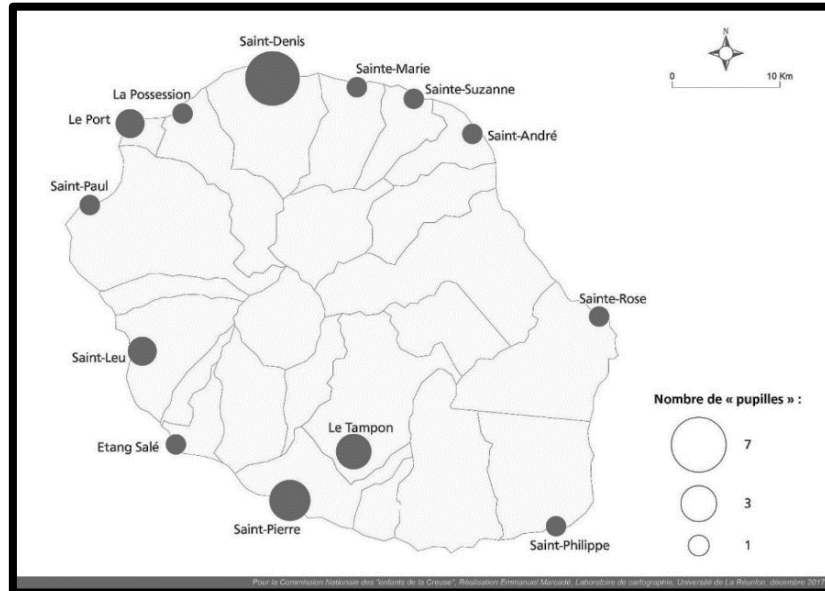 Saint-Denis
N
Sainte-Marie
0 10 Km
La Possession
Sainte-Suzanne
Le Port
Saint-André
Saint-Paul
Sainte-Rose
Saint-Leu
Nombre de « pupilles » :
Le Tampon
7
Etang Salé
3
Saint-Pierre
Saint-Philippe
1
Pour la Commission Nationale des "enfants de la Creuse", Réalisation Emmanuel Marcadé, Laboratoire de cartographie, Université de La Réunion, décembre 2017